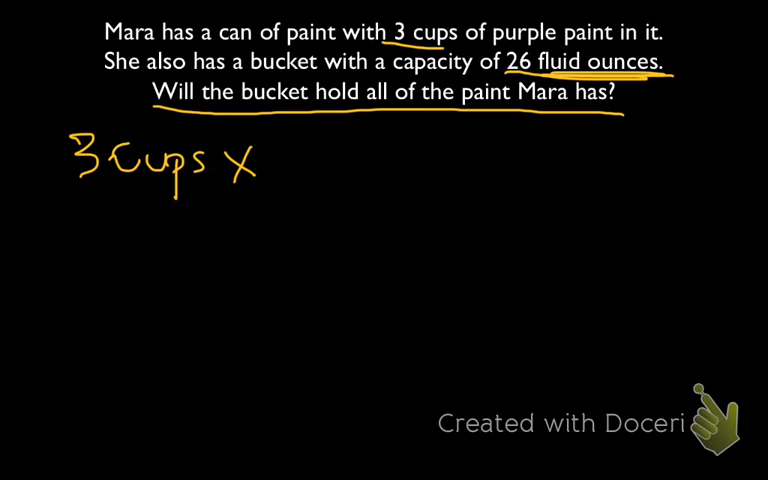 Mara has a can of paint with 3 cups of purple paint in it.
She also has a bucket with a capacity of 26 fluid ounces.
Will the bucket hold all of the paint Mara has?
3 cups x
Created with Doceri